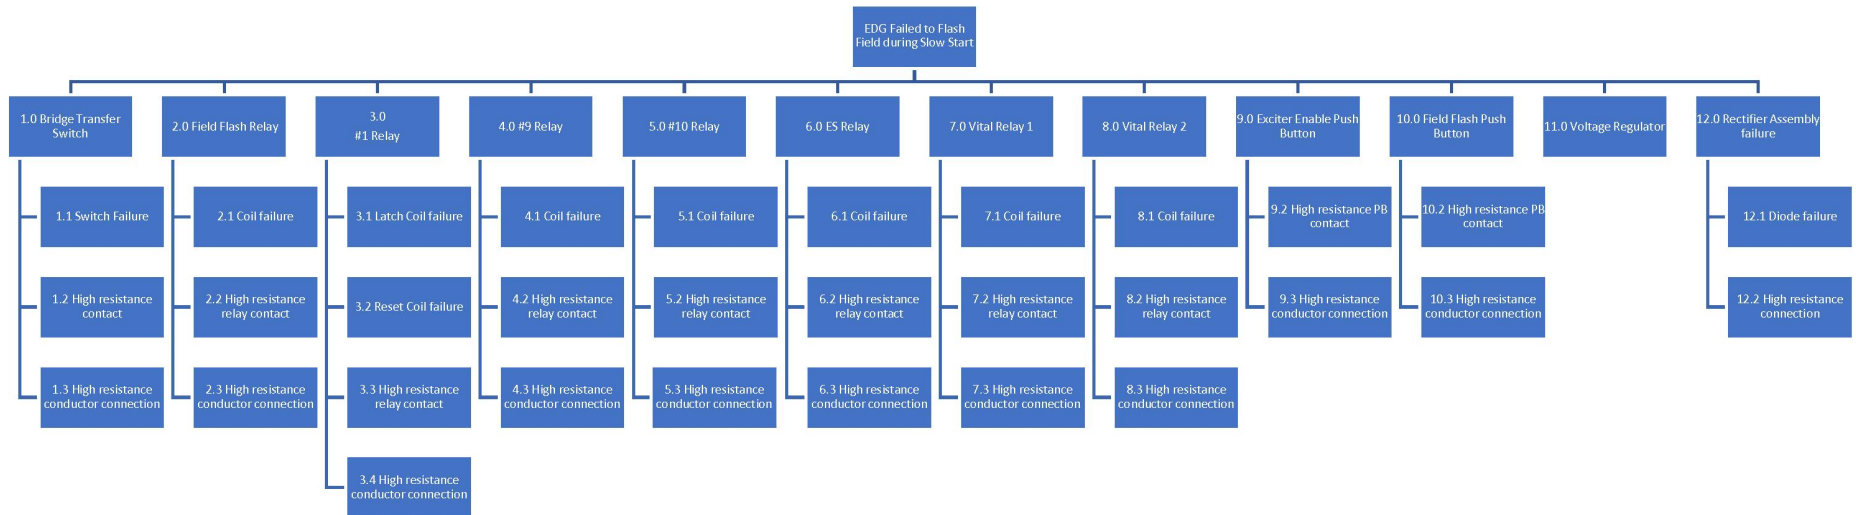 EDG Failed to Flash
Field during Slow Start
1.0 Bridge Transfer
Switch
2.0 Field Flash Relay
3.0
#1 Relay
4.0 #9 Relay
5.0 #10 Relay
6.0 ES Relay
7.0 Vital Relay 1
8.0 Vital Relay 2
9.0 Exciter Enable Push
Button
10.0 Field Flash Push
Button
11.0 Voltage Regulator
12.0 Rectifier Assembly
failure
1.1 Switch Failure
2.1 Coil failure
3.1 Latch Coil failure
4.1 Coil failure
5.1 Coil failure
6.1 Coil failure
7.1 Coil failure
8.1 Coil failure
9.2 High resistance PB
contact
10.2 High resistance PB
contact
12.1 Diode failure
1.2 High resistance
contact
2.2 High resistance
relay contact
3.2 Reset Coil failure
4.2 High resistance
relay contact
5.2 High resistance
relay contact
6.2 High resistance
relay contact
7.2 High resistance
relay contact
8.2 High resistance
relay contact
9.3 High resistance
conductor connection
10.3 High resistance
conductor connection
12.2 High resistance
connection
1.3 High resistance
conductor connection
2.3 High resistance
conductor connection
3.3 High resistance
relay contact
4.3 High resistance
conductor connection
5.3 High resistance
conductor connection
6.3 High resistance
conductor connection
7.3 High resistance
conductor connection
8.3 High resistance
conductor connection
3.4 High resistance
conductor connection